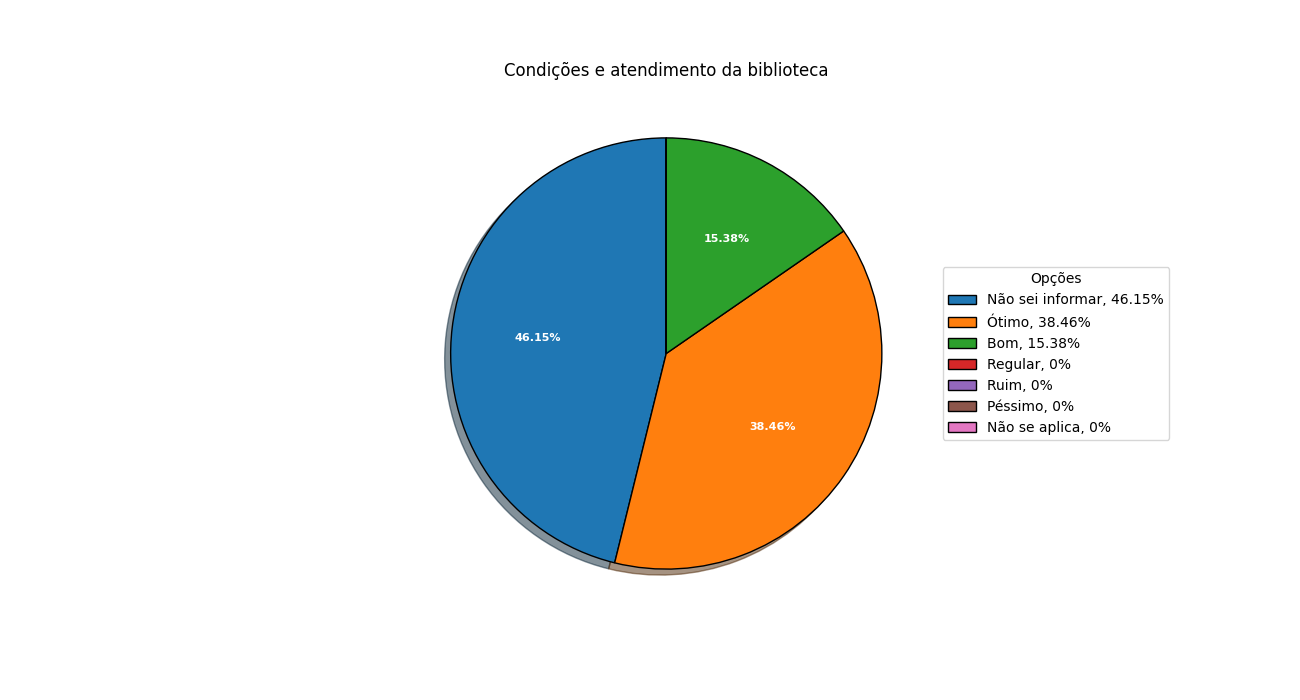 Condições e atendimento da biblioteca
15.38%
46.15%
38.46%
Opções
Não sei informar, 46.15%
Ótimo, 38.46%
Bom, 15.38%
Regular, 0%
Ruim, 0%
Péssimo, 0%
Não se aplica, 0%